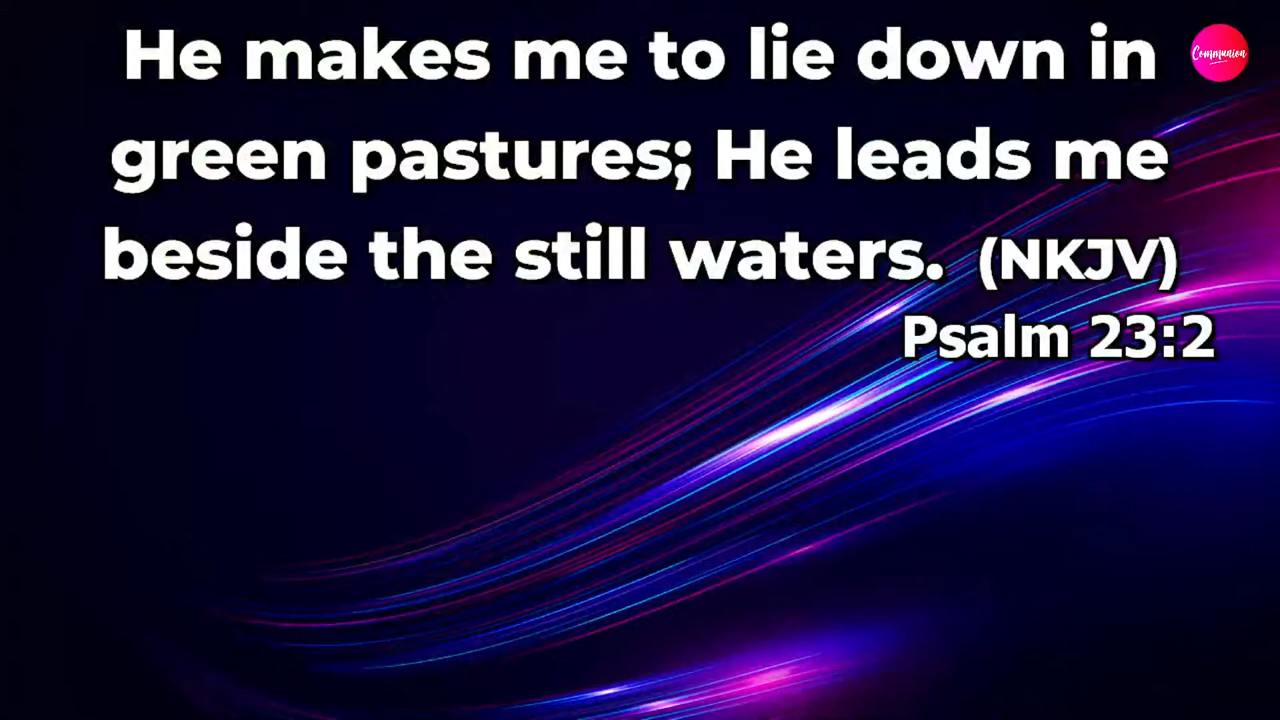 He makes me to lie down in
Communion
green pastures; He leads me
beside the still waters. (NKJV)
Psalm 23:2